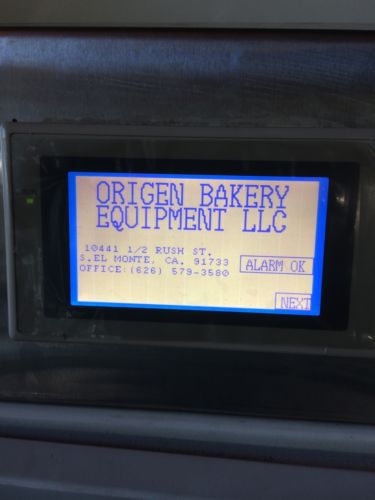 ORIGEN BAKERY
EQUIPMENT LLC
10441 1/2 RUSH ST.
S.EL MONTE, CA. 91733
OFFICE:(626) 579-3580
ALARM OK
NEXT